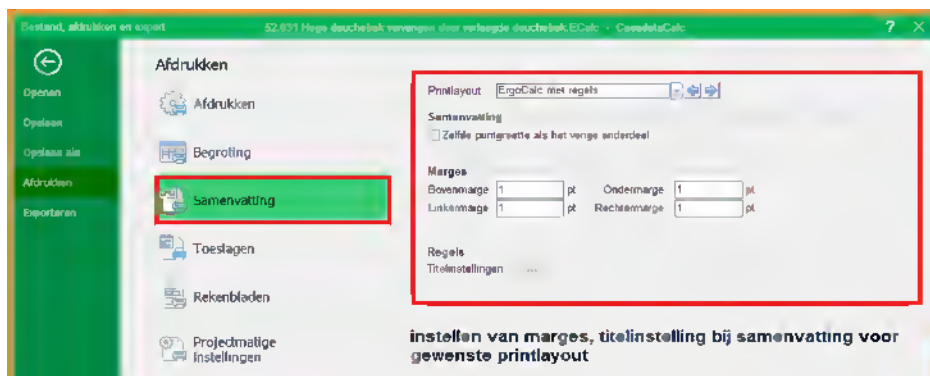 Bestand, afdrukken en export 52.631 Hoge douchebak vervangen door verlaagde douchebak.ECalc - CasadataCalc ? ×
Afdrukken
Openen
Opslaan
Opslaan als
Afdrukken
Exporteren
Afdrukken
Begroting
Samenvatting
Toeslagen
Rekenbladen
Projectmatige
instellingen
Printlayout ErgoCalc met regels
Samenvatting
Zelfde als het vorige onderdeel
Marges
Bovenmarge 1 pt Ondermarge 1 pt
Linkermarge 1 pt Rechtermarge 1 pt
Regels
Titelinstellingen ...
instellen van marges, titelinstelling bij samenvatting voor
gewenste printlayout